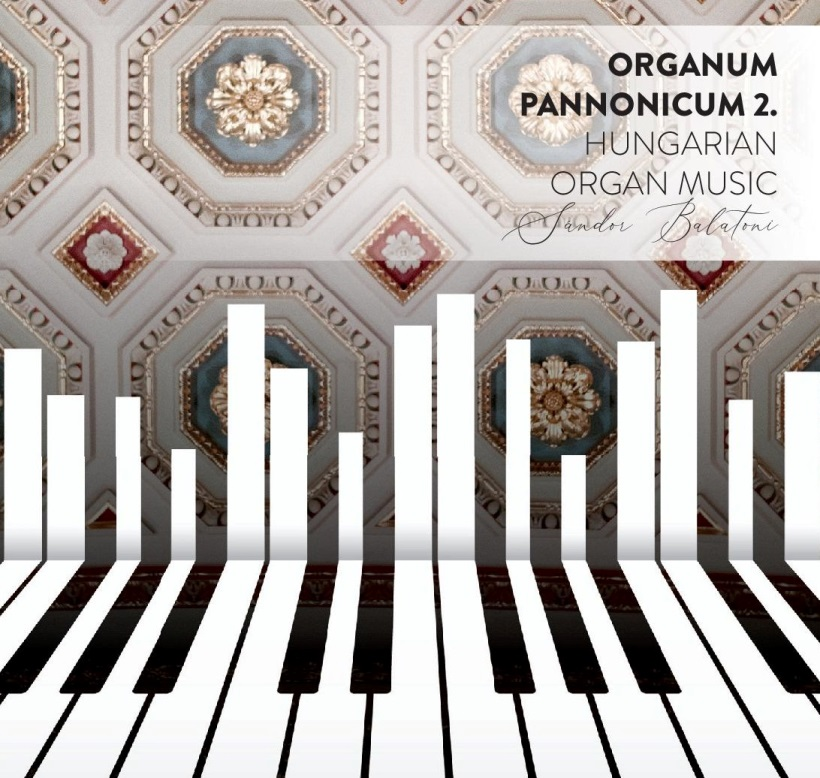 ORGANUM
PANNONICUM 2.
HUNGARIAN
ORGAN MUSIC
Sándor Balatoni